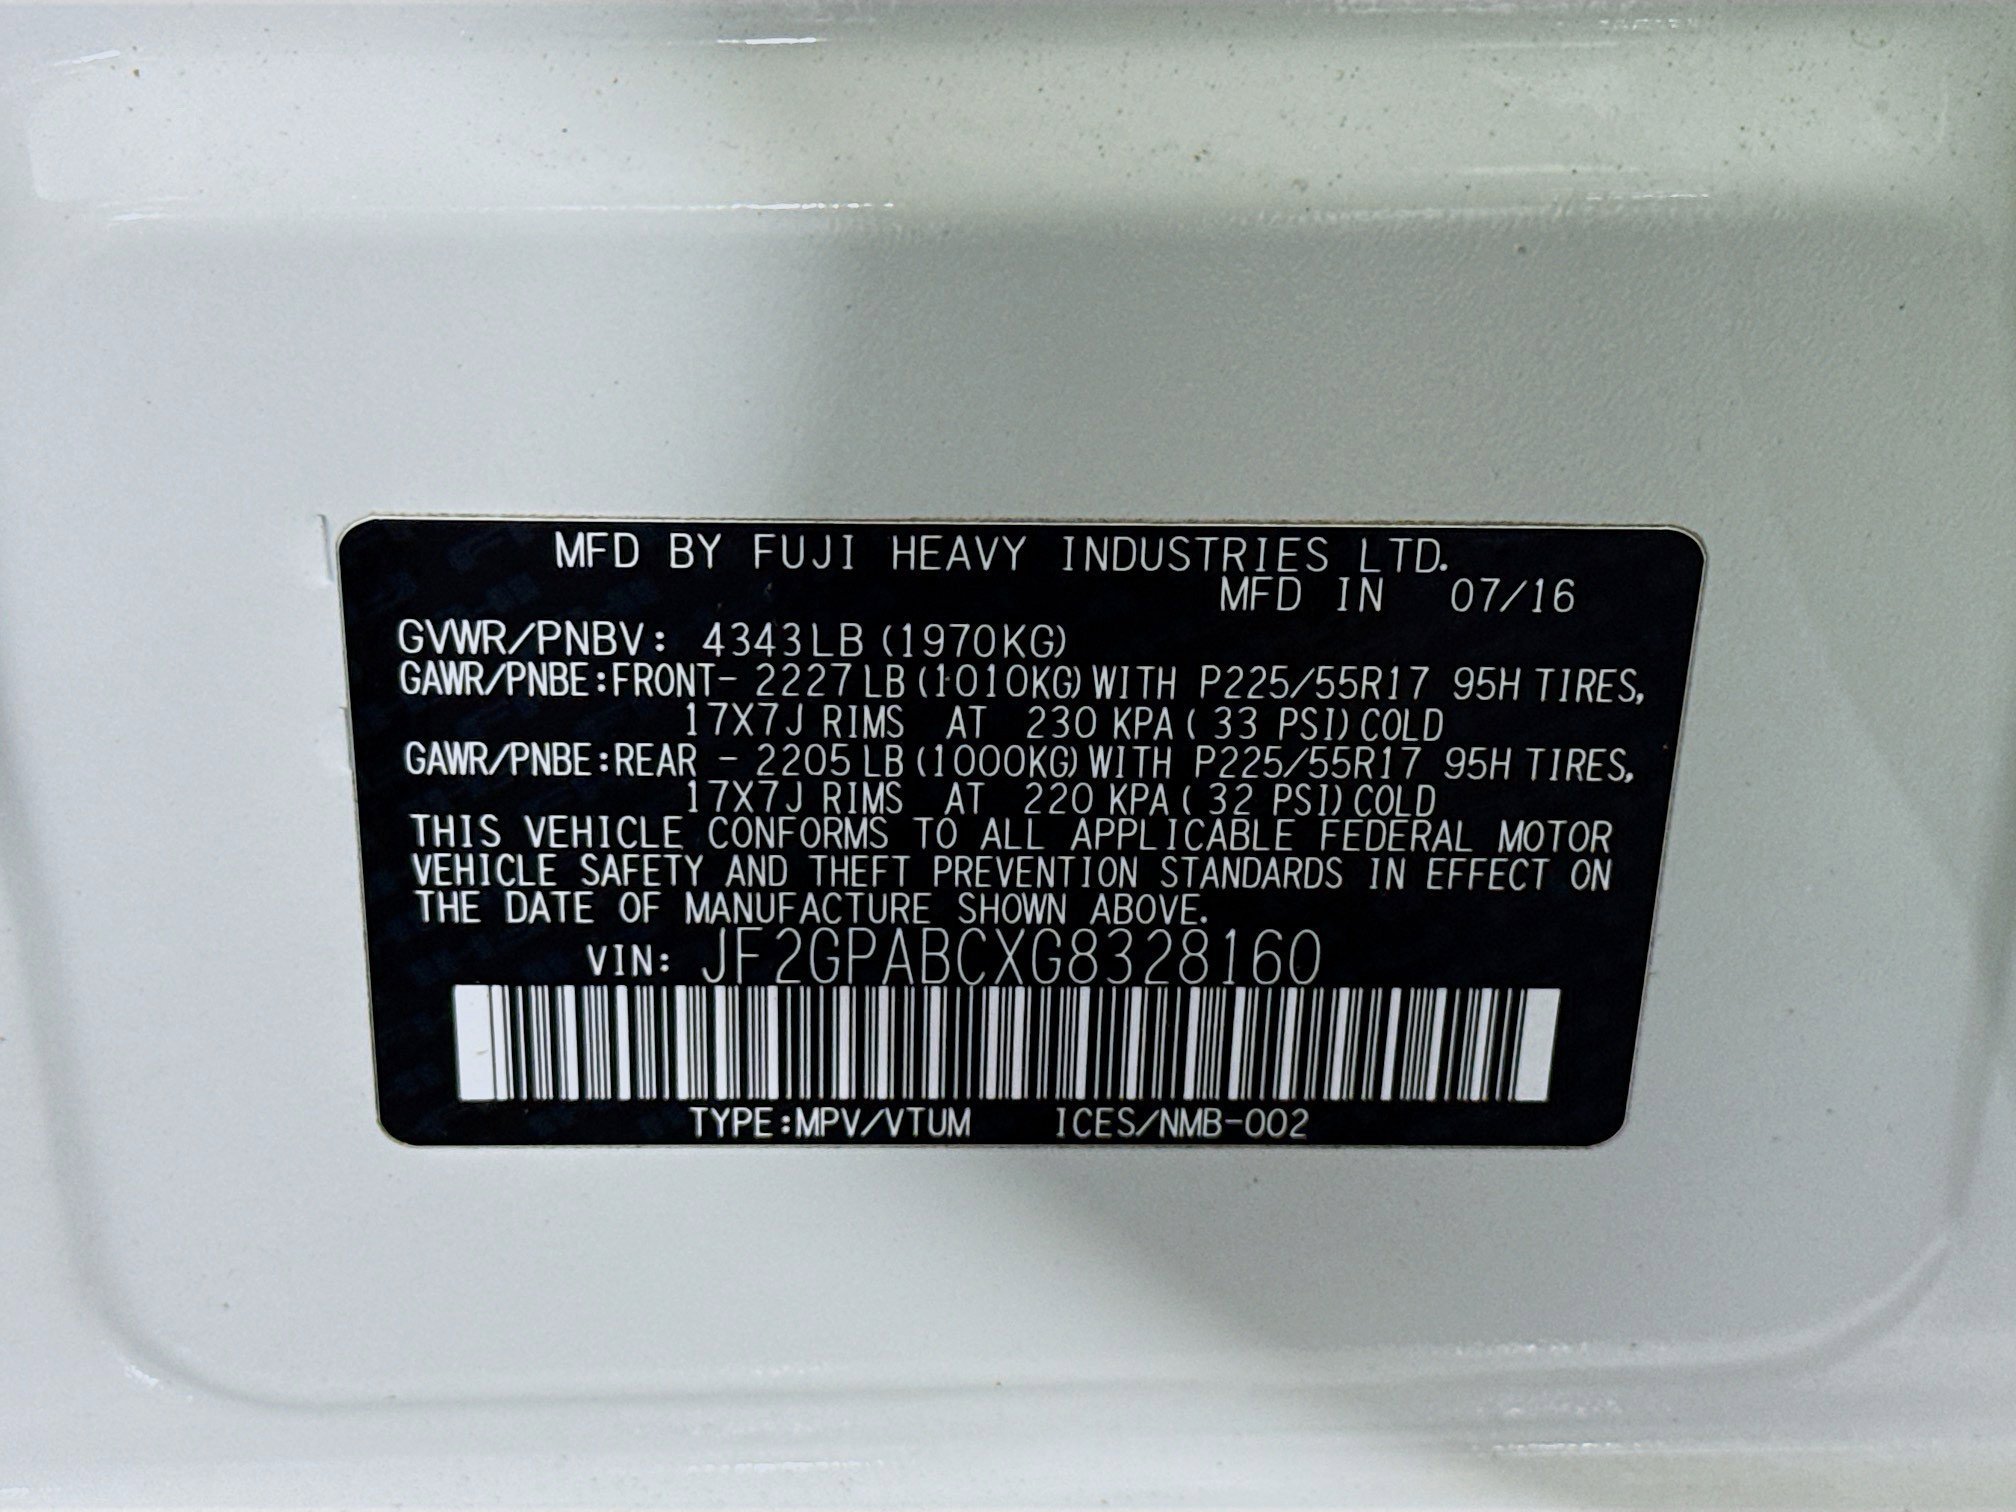 MFD BY FUJI HEAVY INDUSTRIES LTD.
MFD IN 07/16
GVWR/PNBV: 4343LB (1970KG)
GAWR/PNBE:FRONT- 2227LB (1010KG) WITH P225/55R17 95H TIRES,
17X7J RIMS AT 230 KPA ( 33 PSI) COLD
GAWR/PNBE:REAR - 2205LB (1000KG) WITH P225/55R17 95H TIRES,
17X7J RIMS AT 220 KPA ( 32 PSI) COLD
THIS VEHICLE CONFORMS TO ALL APPLICABLE FEDERAL MOTOR
VEHICLE SAFETY AND THEFT PREVENTION STANDARDS IN EFFECT ON
THE DATE OF MANUFACTURE SHOWN ABOVE.
VIN: JF2GPABCXG8328160
TYPE:MPV/VTUM ICES/NMB-002